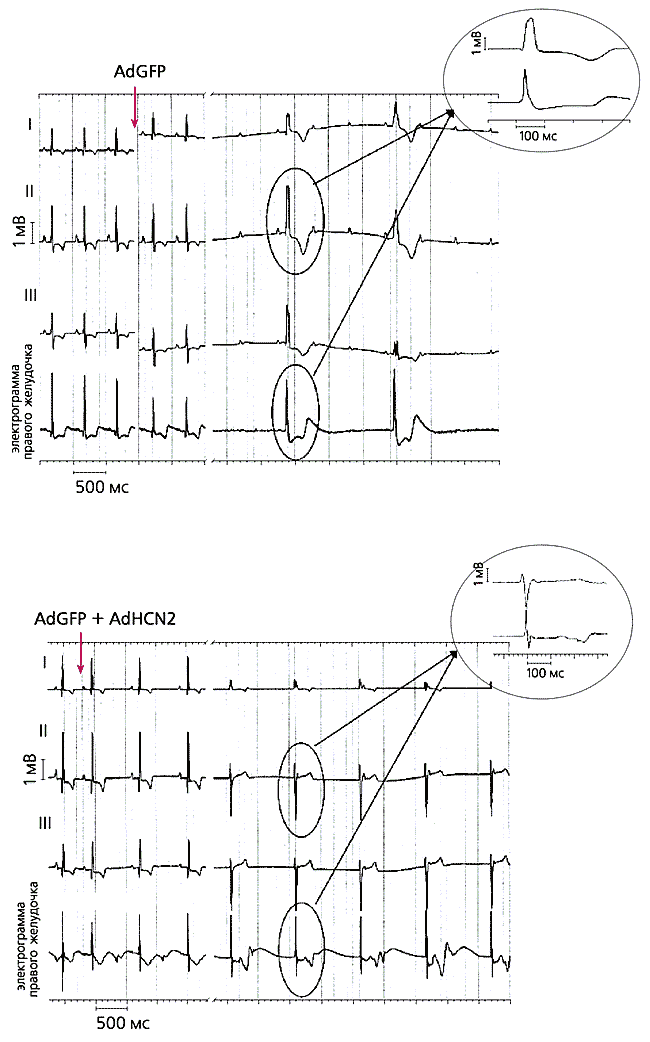 1 мВ
100 мс
AdGFP
I
II
1 мВ
III
электрограмма
правого желудочка
500 мс
1 мВ
100 мс
AdGFP + AdHCN2
I
II
1 мВ
III
электрограмма
правого желудочка
500 мс